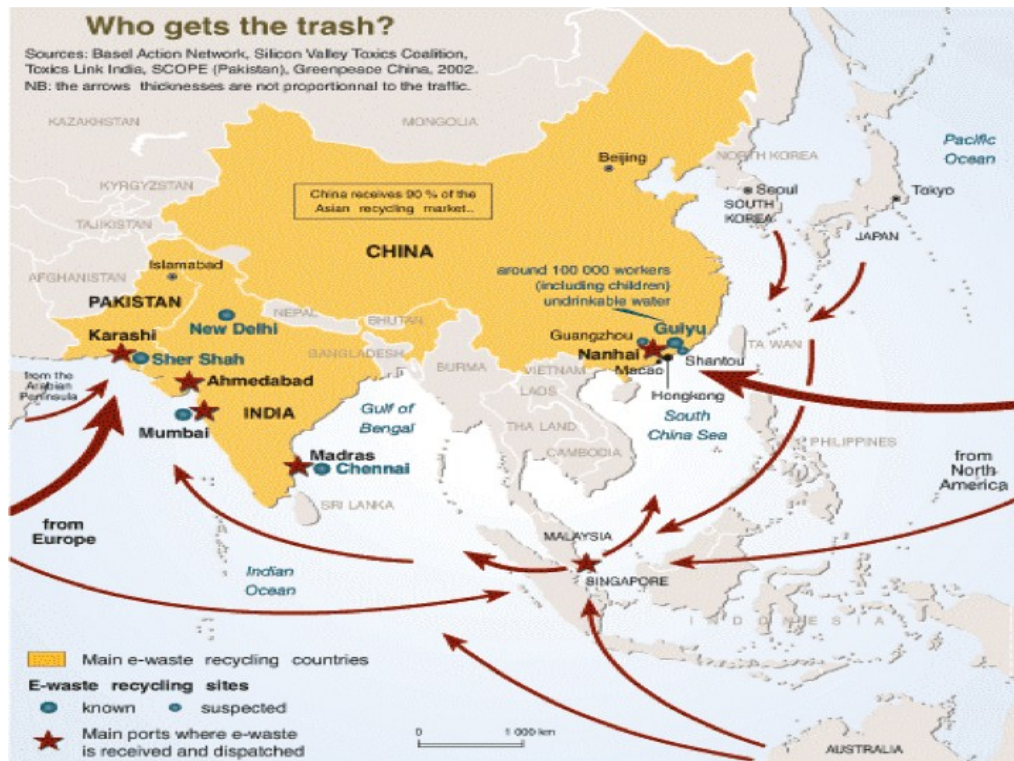 Who gets the trash?
Sources: Basel Action Network, Silicon Valley Toxics Coalition,
Toxics Link India, SCOPE (Pakistan), Greenpeace China, 2002.
NB: the arrows thicknesses are not proportionnal to the traffic.
KAZAKHSTAN
MONGOLIA
Pacific
Ocean
Beijing
NORTH KOREA
KYRGYZSTAN
China receives 90 % of the
Asian recycling market..
Seoul
SOUTH
KOREA
Tokyo
TAJIKISTAN
JAPAN
CHINA
AFGHANISTAN
Islamabad
around 100 000 workers
(including children)
undrinkable water
PAKISTAN
NEPAL
BHUTAN
New Delhi
Karashi
Guangzhou
Guiyu
Sher Shah
BANGLADESH
Nanhai
Shantou
TA WAN
BURMA
VIETNAM
Macao
from the
Arabian
Peninsula
Ahmedabad
LAOS
Hongkong
INDIA
Gulf of
Bengal
South
China Sea
Mumbai
THA LAND
PHILIPPINES
Madras
CAMBODIA
from
North
America
Chennai
SRI LANKA
from
Europe
MALAYSIA
Indian
Ocean
SINGAPORE
INDONESIA
Main e-waste recycling countries
E-waste recycling sites
known
suspected
Main ports where e-waste
is received and dispatched
0
1 000 km
AUSTRALIA